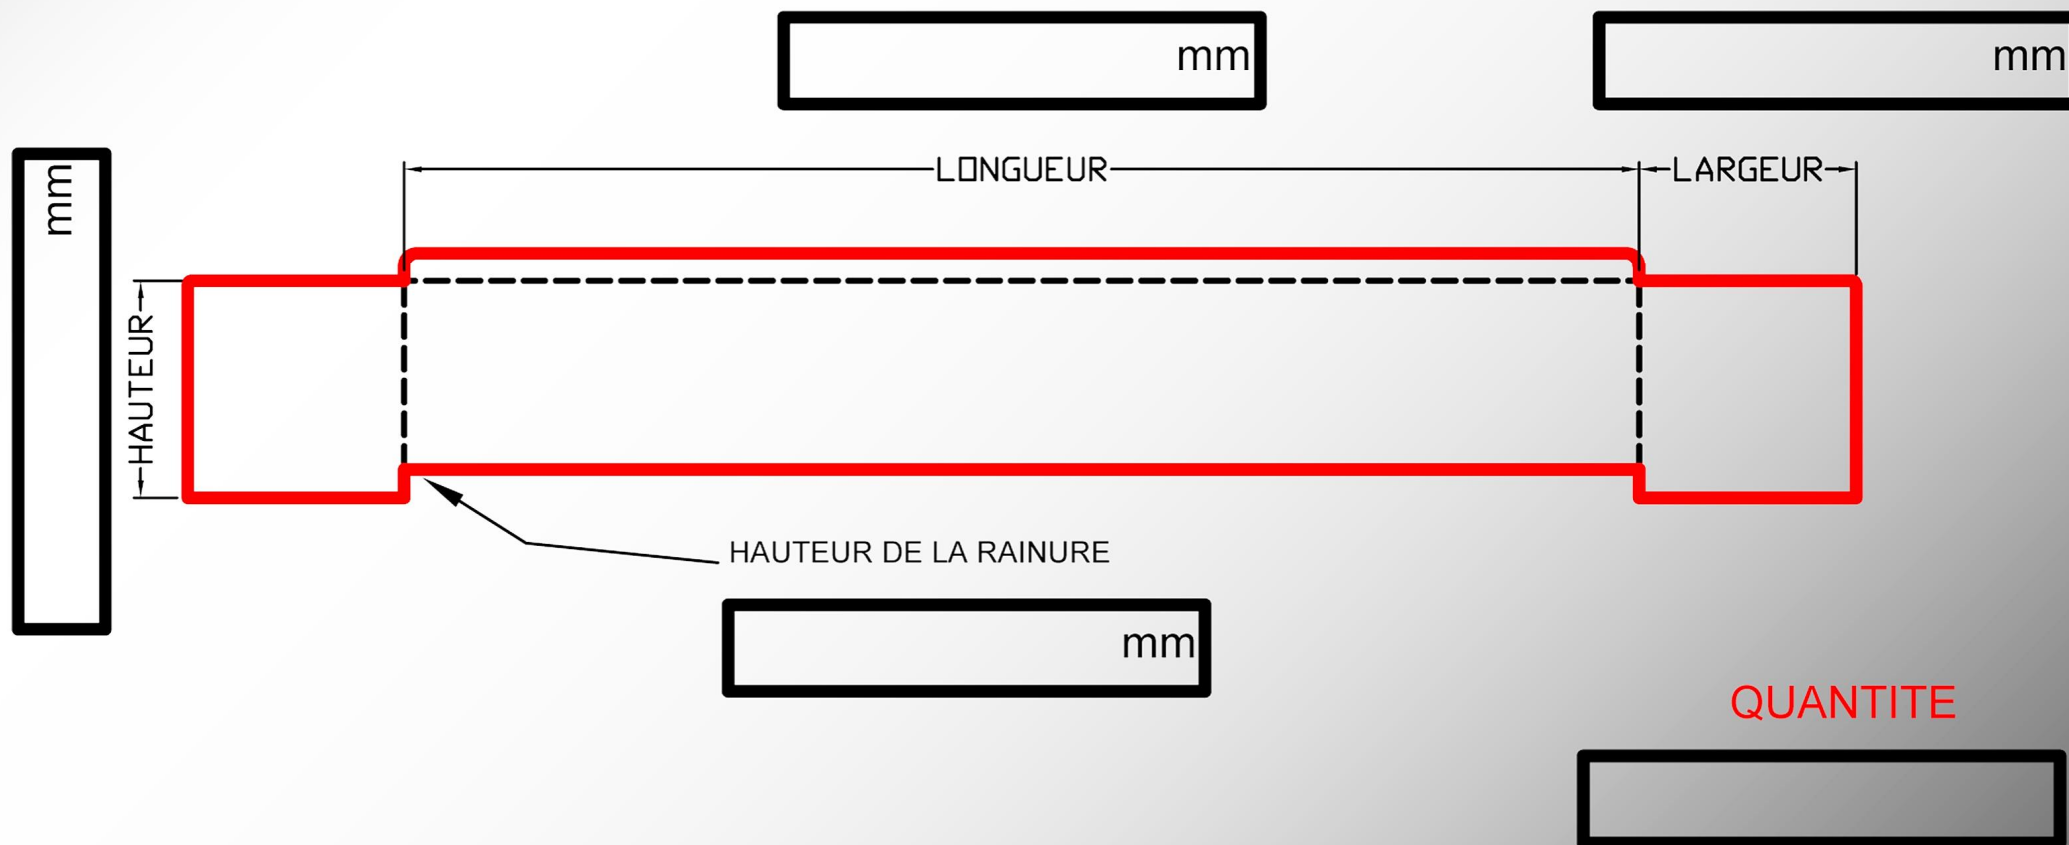 mm
mm
LONGUEUR
LARGEUR
mm
HAUTEUR
HAUTEUR DE LA RAINURE
mm
QUANTITE